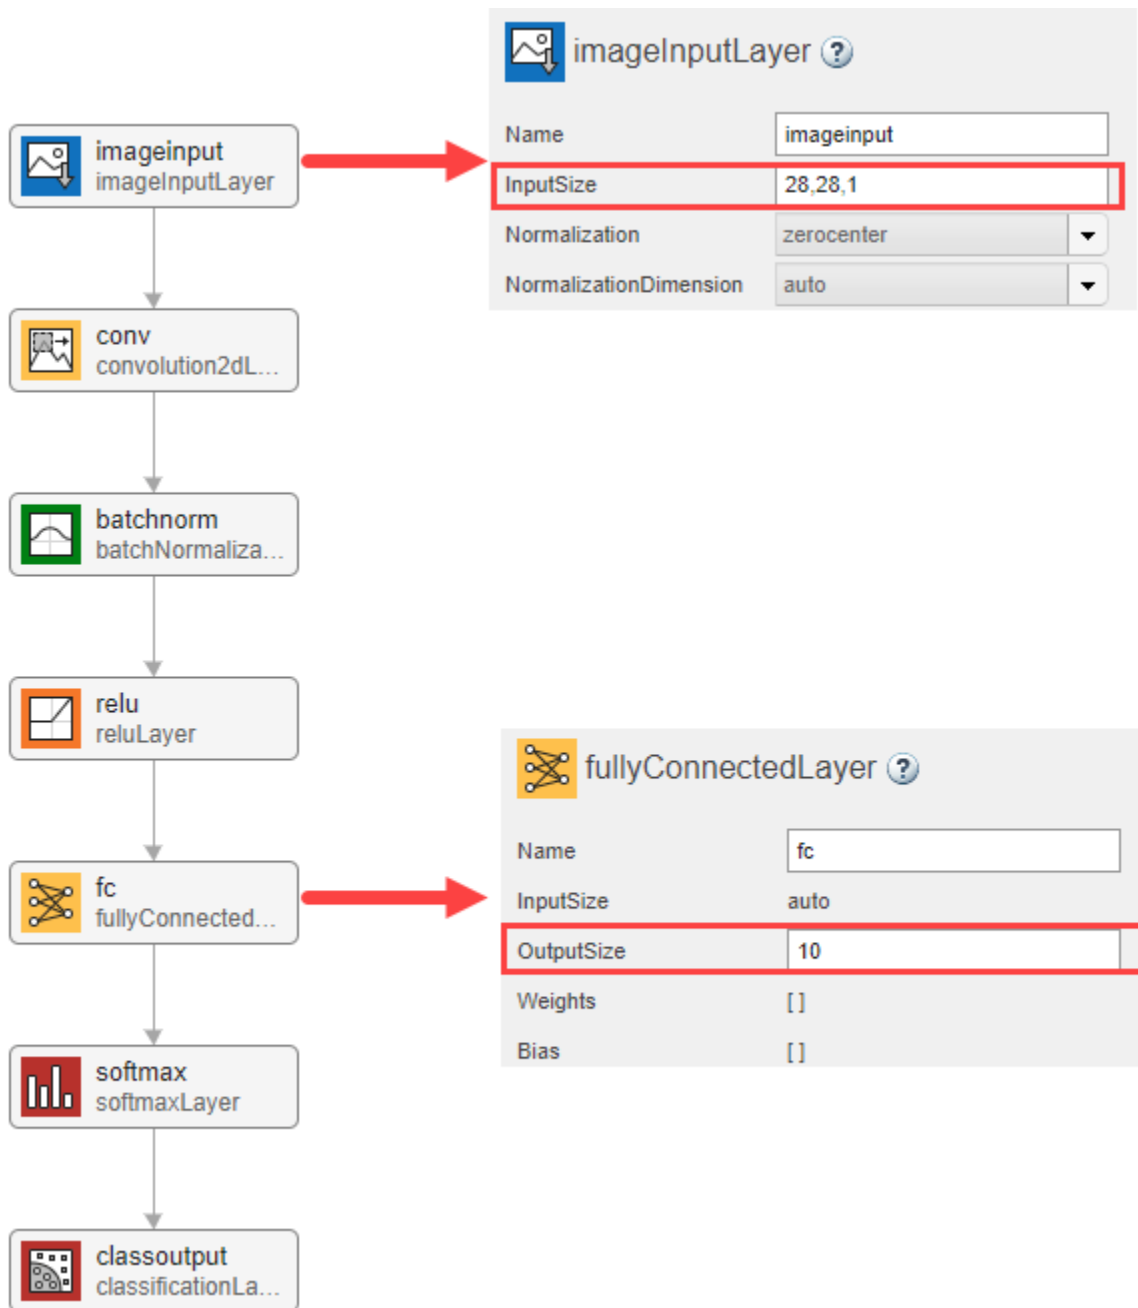 imageInputLayer ?
Name imageinput
InputSize 28,28,1
Normalization zerocenter
NormalizationDimension auto
imageinput
imageInputLayer
conv
convolution2dL...
batchnorm
batchNormaliza...
relu
reluLayer
fc
fullyConnected...
softmax
softmaxLayer
classoutput
classificationLa...
fullyConnectedLayer ?
Name fc
InputSize auto
OutputSize 10
Weights [ ]
Bias [ ]